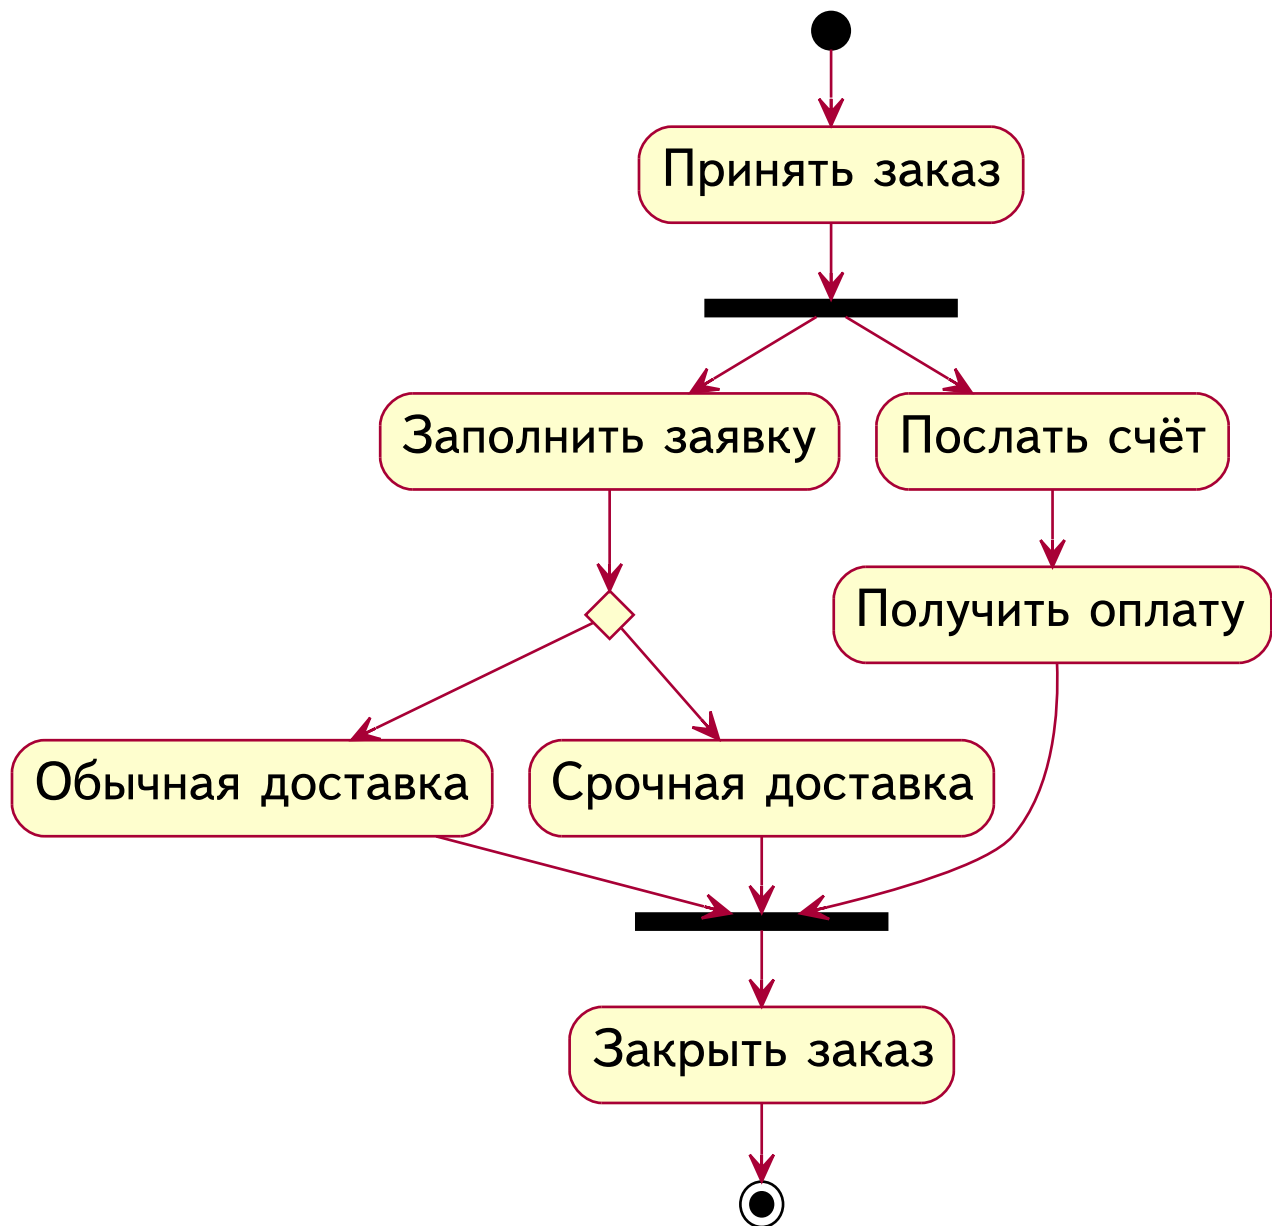 Принять заказ
Заполнить заявку
Послать счёт
Получить оплату
Обычная доставка
Срочная доставка
Закрыть заказ